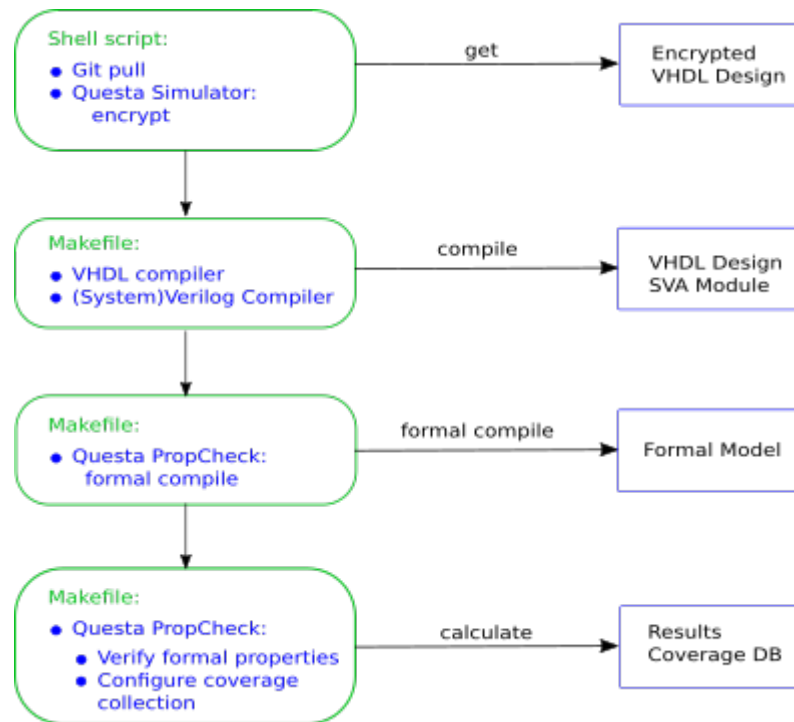 Shell script:
● Git pull
● Questa Simulator:
encrypt
get
Encrypted
VHDL Design
Makefile:
● VHDL compiler
● (System)Verilog Compiler
compile
VHDL Design
SVA Module
Makefile:
● Questa PropCheck:
formal compile
formal compile
Formal Model
Makefile:
● Questa PropCheck:
● Verify formal properties
● Configure coverage
collection
calculate
Results
Coverage DB